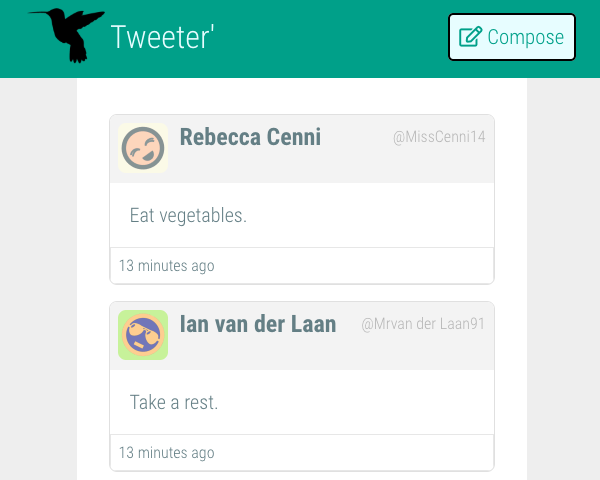 Tweeter'
Compose
Rebecca Cenni
@MissCenni14
Eat vegetables.
13 minutes ago
Ian van der Laan
@Mrvan der Laan91
Take a rest.
13 minutes ago